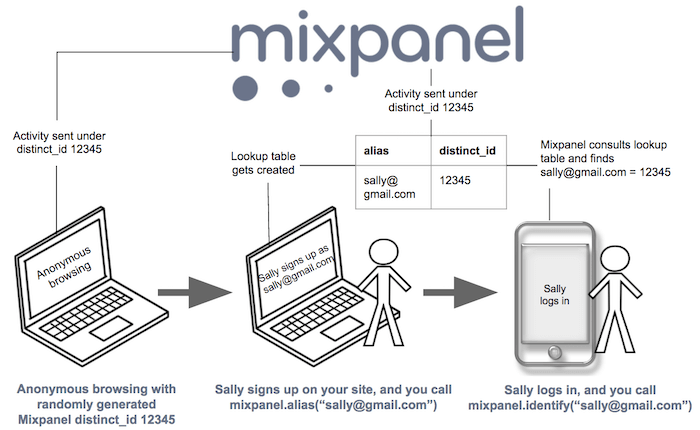 mixpanel
Activity sent under
distinct_id 12345
Activity sent under
distinct_id 12345
Lookup table
gets created
alias
distinct_id
sally@
gmail.com
12345
Mixpanel consults lookup
table and finds
sally@gmail.com = 12345
Anonymous
browsing
Sally signs up as
sally@gmail.com
Sally
logs in
Anonymous browsing with
randomly generated
Mixpanel distinct_id 12345
Sally signs up on your site, and you call
mixpanel.alias(“sally@gmail.com”)
Sally logs in, and you call
mixpanel.identify(“sally@gmail.com”)